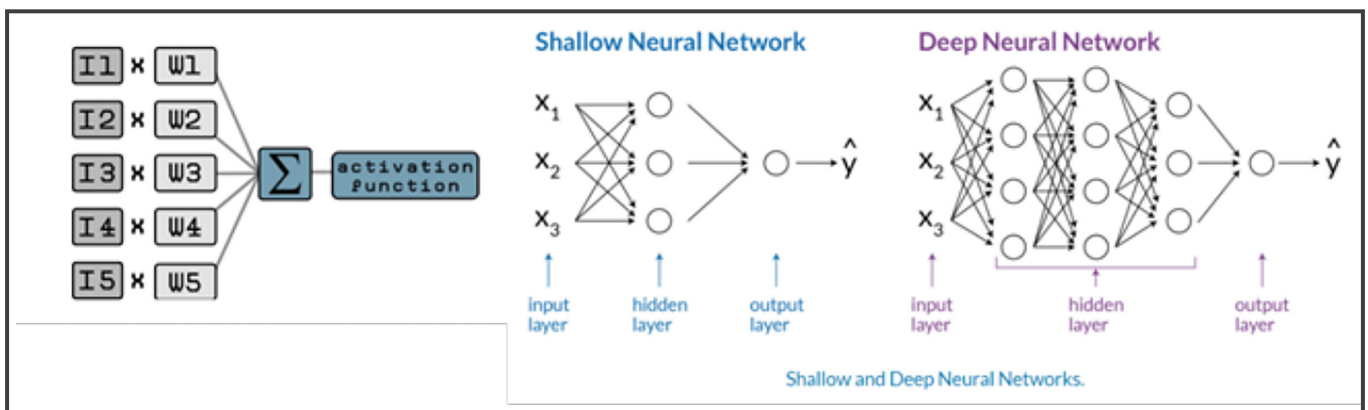 I1 x W1
I2 x W2
I3 x W3
I4 x W4
I5 x W5
Σ
activation
function
Shallow Neural Network
x1
x2
x3
ŷ
input
layer
hidden
layer
output
layer
Deep Neural Network
x1
x2
x3
ŷ
input
layer
hidden
layer
output
layer
Shallow and Deep Neural Networks.